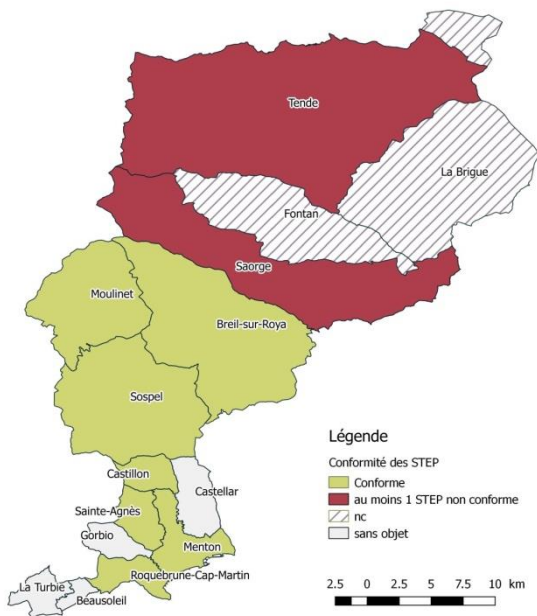 Tende
La Brigue
Fontan
Saorge
Moulinet
Breil-sur-Roya
Sospel
Castillon
Castellar
Sainte-Agnès
Gorbio
Menton
Roquebrune-Cap-Martin
La Turbie
Beausoleil
Légende
Conformité des STEP
Conforme
au moins 1 STEP non conforme
nc
sans objet
2.5 0 2.5 5 7.5 10 km